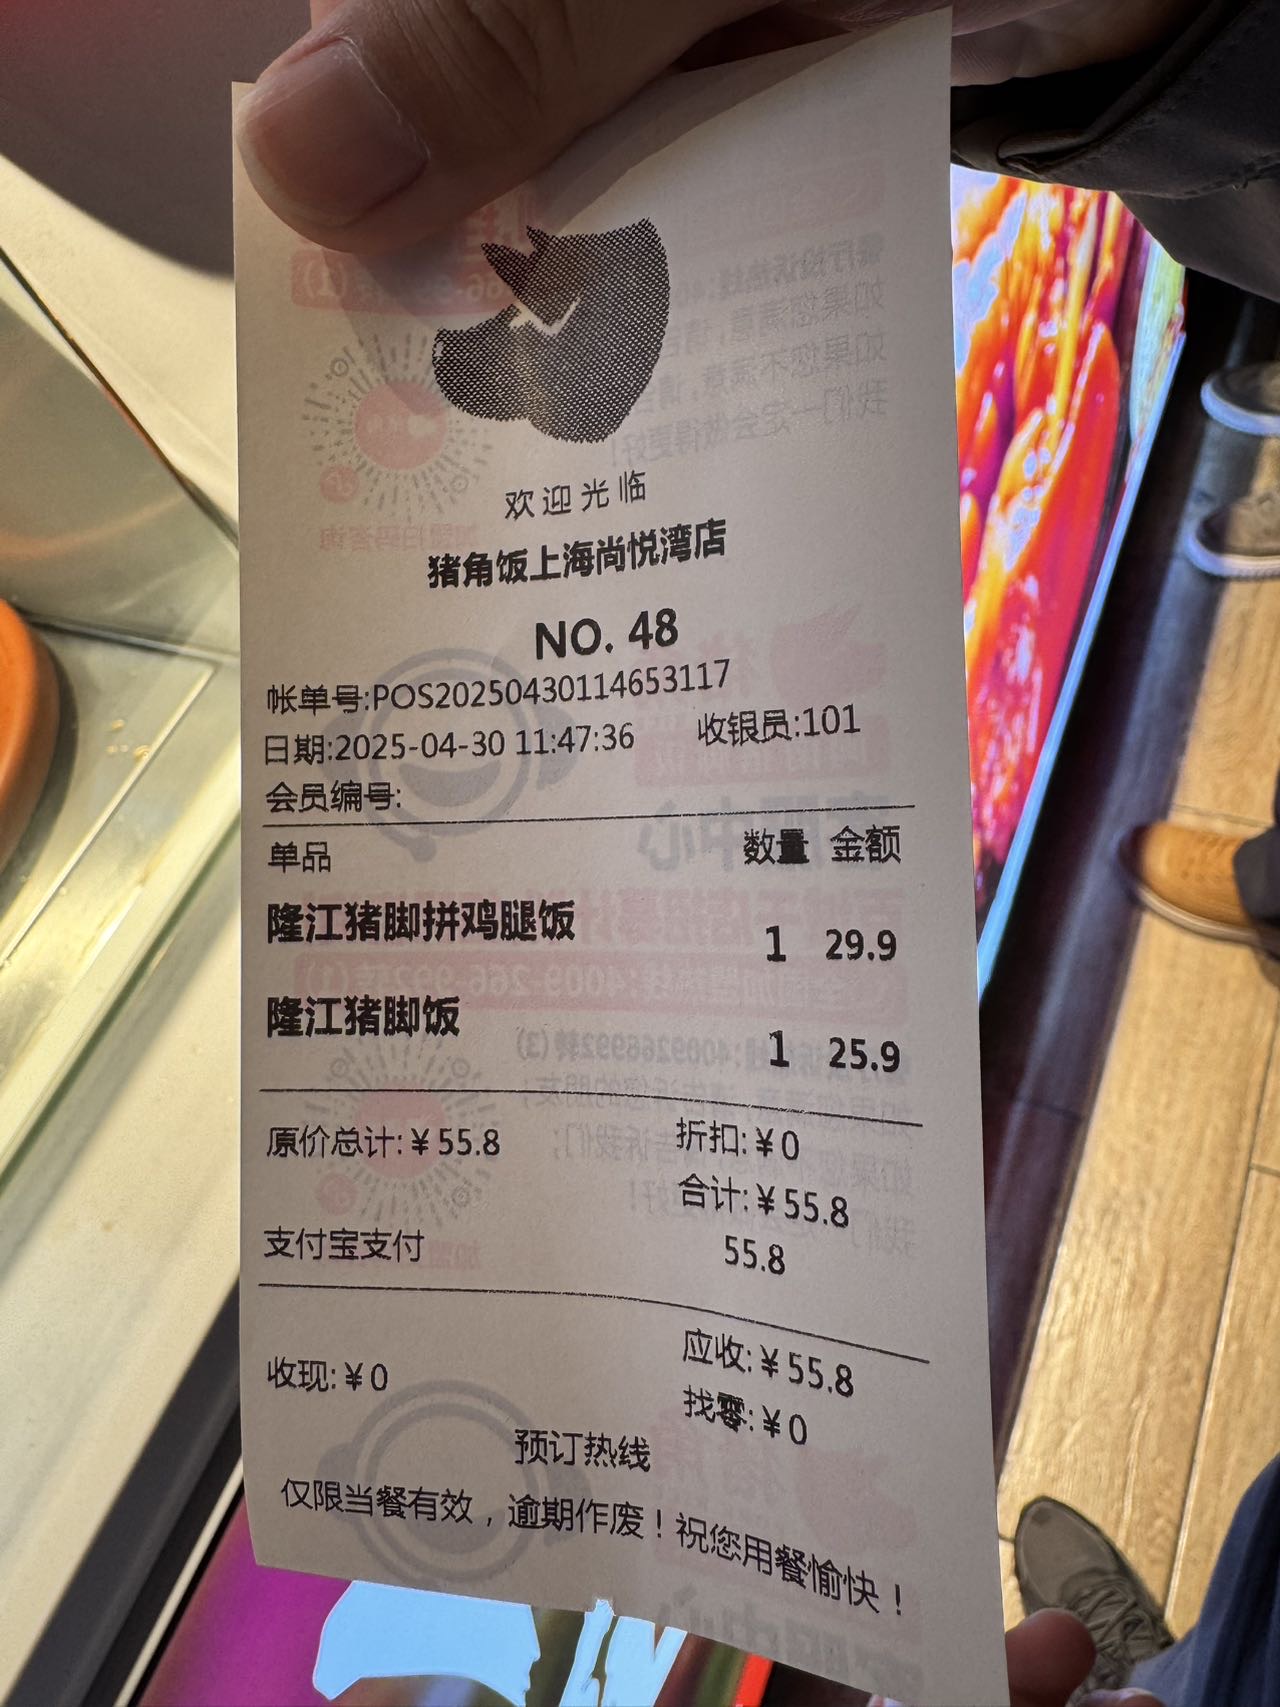 欢迎光临
猪角饭上海尚悦湾店
NO. 48
帐单号:POS20250430114653117
日期:2025-04-30 11:47:36 收银员:101
会员编号:
单品 数量 金额
隆江猪脚拼鸡腿饭 1 29.9
隆江猪脚饭 1 25.9
原价总计:¥55.8 折扣:¥0
合计:¥55.8
支付宝支付 55.8
应收:¥55.8
收现:¥0 找零:¥0
预订热线
仅限当餐有效，逾期作废！祝您用餐愉快！